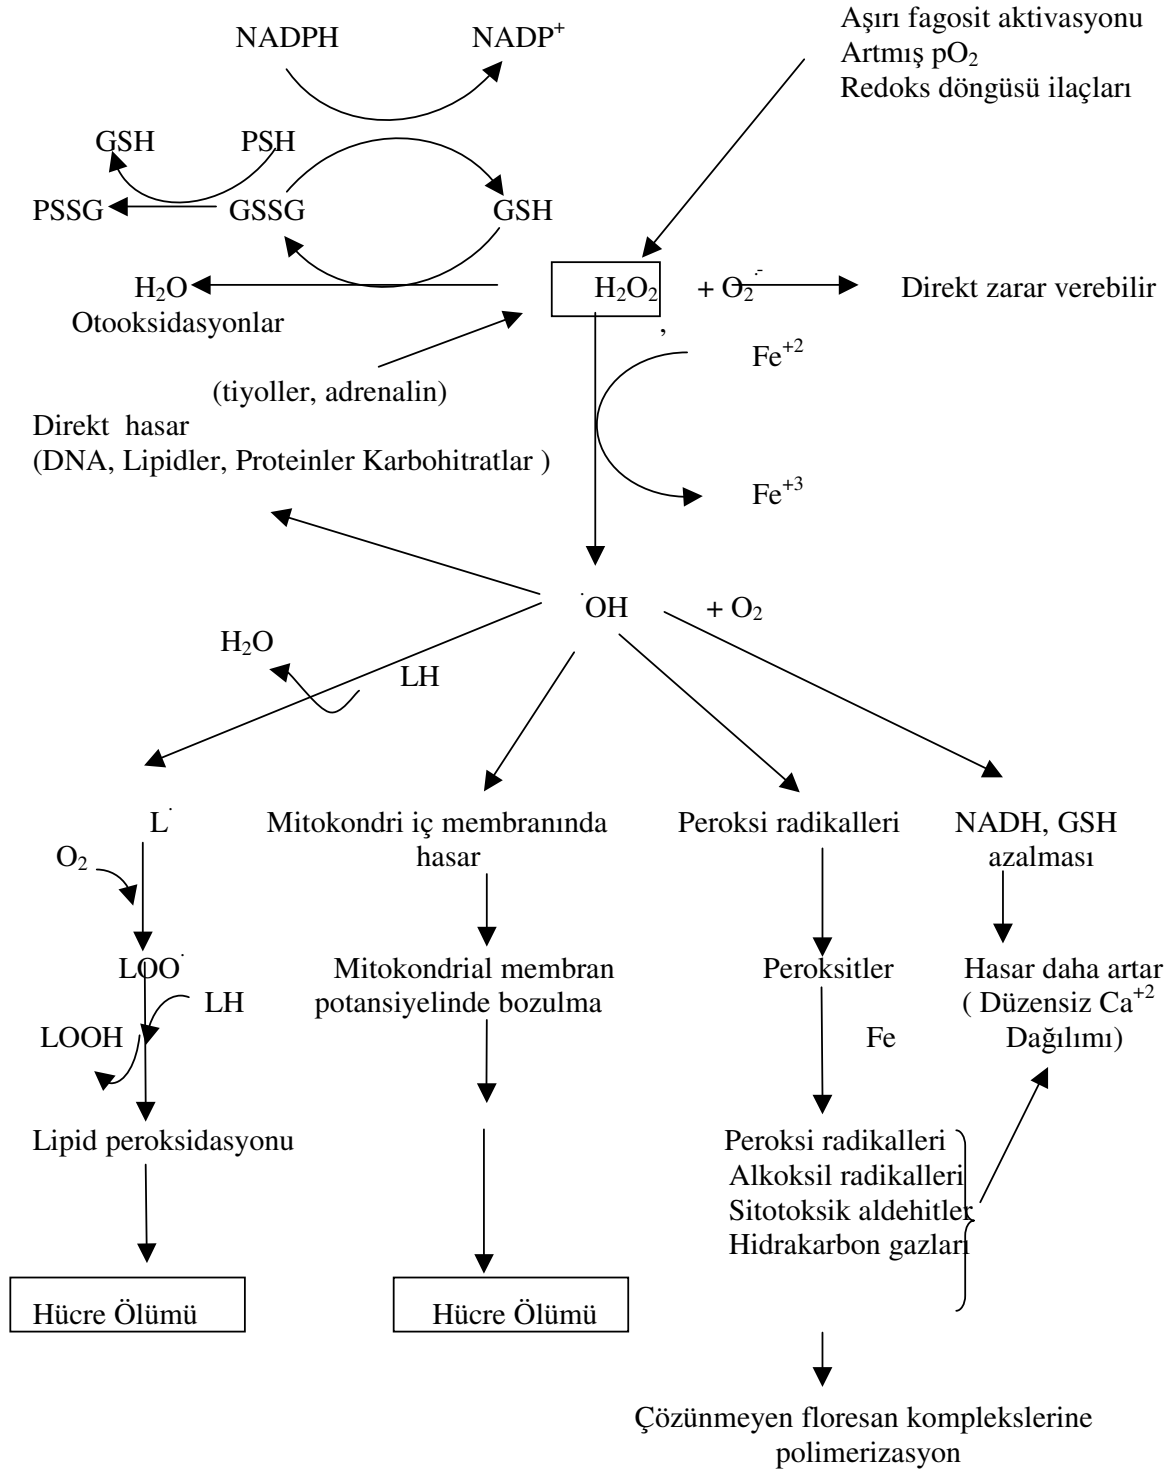 Aşırı fagosit aktivasyonu
NADPH NADP⁺ Artmış pO₂
Redoks döngüsü ilaçları
GSH PSH
PSSG GSSG GSH
H₂O H₂O₂ + O₂˙⁻ Direkt zarar verebilir
Otooksidasyonlar
,
Fe⁺²
(tiyoller, adrenalin)
Direkt hasar
(DNA, Lipidler, Proteinler Karbohitratlar )
Fe⁺³
˙OH + O₂
H₂O
LH
L˙ Mitokondri iç membranında Peroksi radikalleri NADH, GSH
O₂ hasar azalması
LOO˙ Mitokondrial membran Peroksitler Hasar daha artar
LH potansiyelinde bozulma ( Düzensiz Ca⁺²
LOOH Fe Dağılımı)
Lipid peroksidasyonu Peroksi radikalleri
Alkoksil radikalleri
Sitotoksik aldehitler
Hidrakarbon gazları
Hücre Ölümü Hücre Ölümü
Çözünmeyen floresan komplekslerine
polimerizasyon